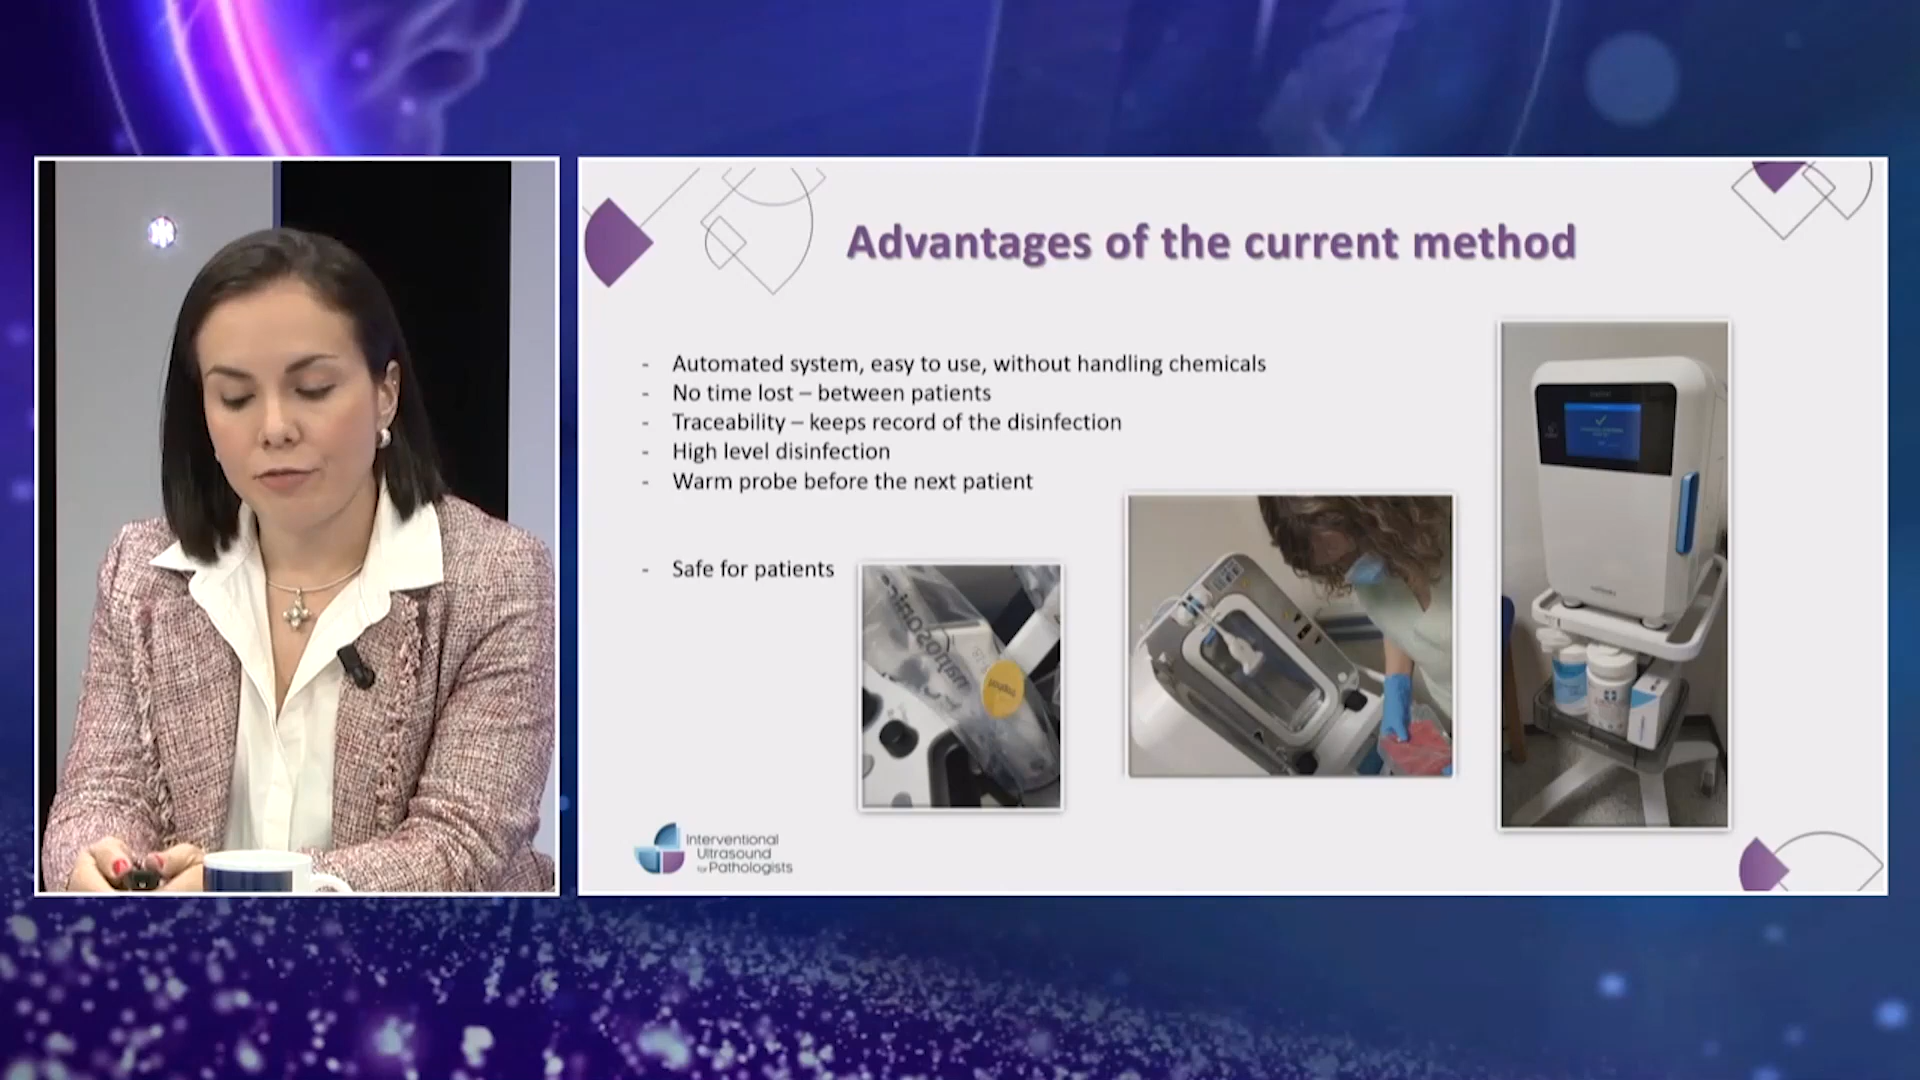 Advantages of the current method
- Automated system, easy to use, without handling chemicals
- No time lost – between patients
- Traceability – keeps record of the disinfection
- High level disinfection
- Warm probe before the next patient
- Safe for patients
Interventional
Ultrasound
for Pathologists